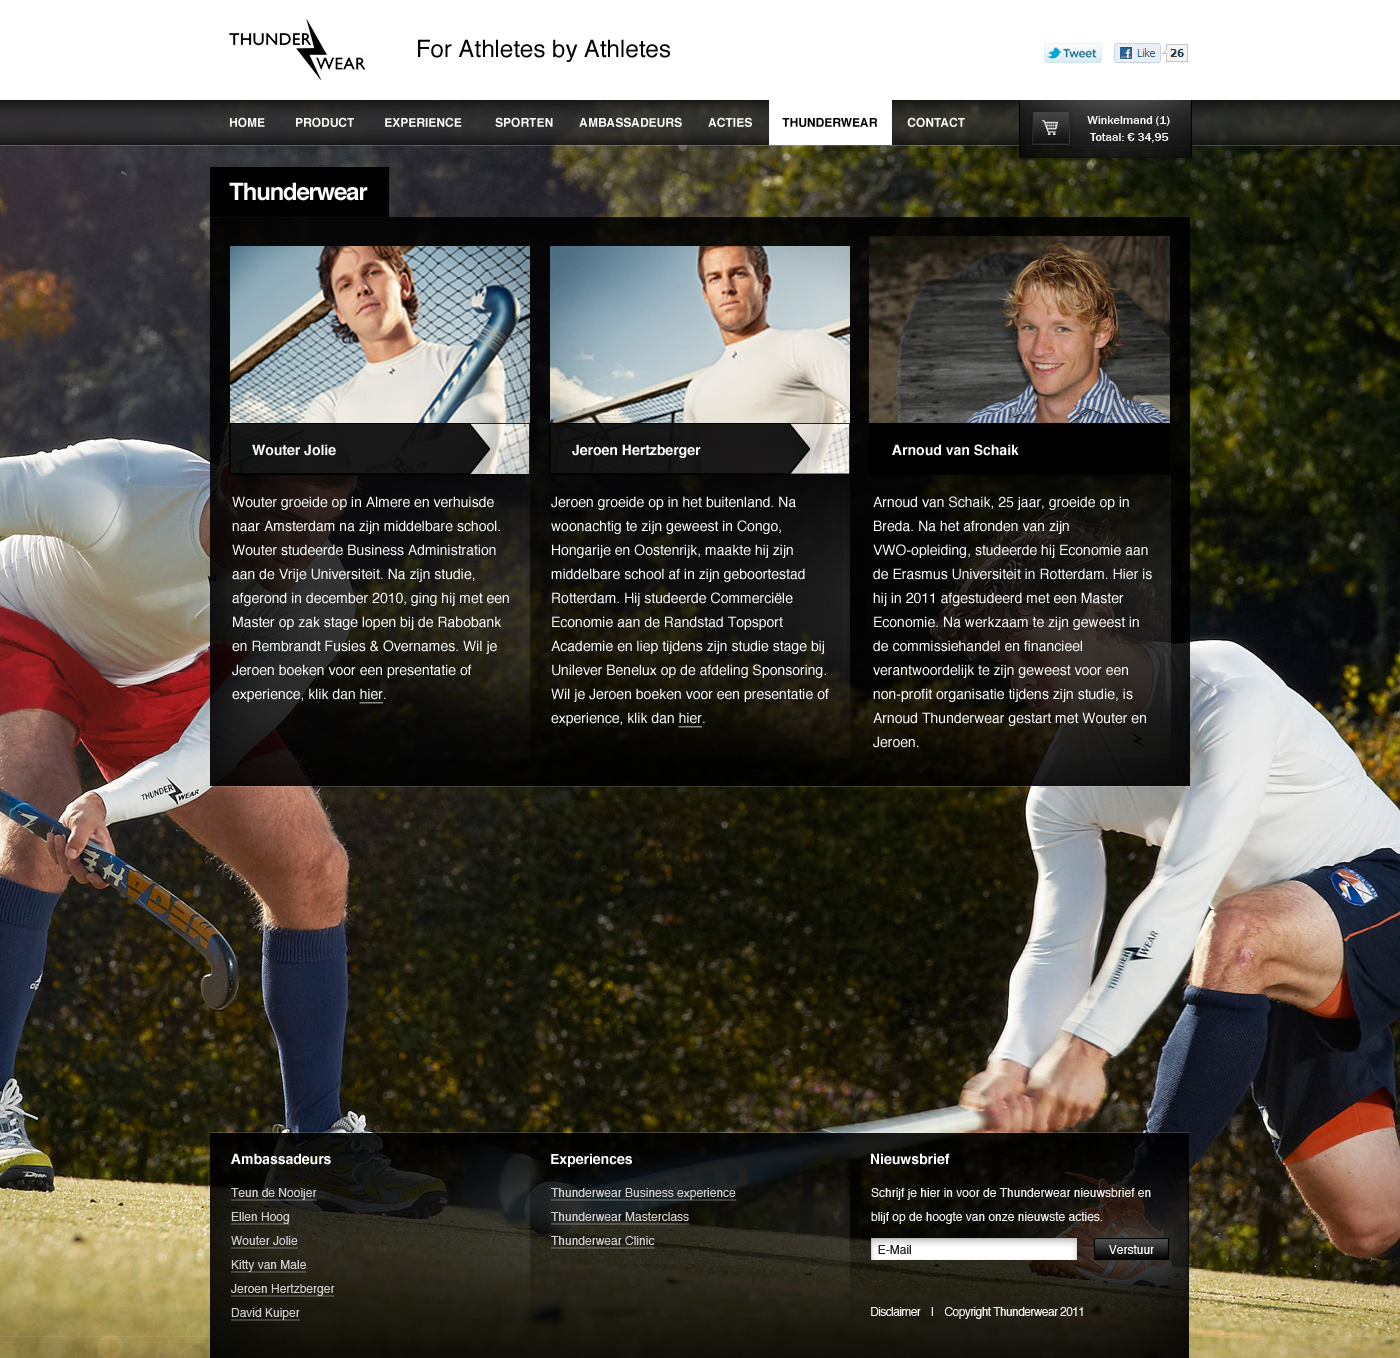 THUNDER
WEAR
For Athletes by Athletes
Tweet
Like
26
HOME
PRODUCT
EXPERIENCE
SPORTEN
AMBASSADEURS
ACTIES
THUNDERWEAR
CONTACT
Winkelmand (1)
Totaal: € 34,95
Thunderwear
Wouter Jolie
Wouter groeide op in Almere en verhuisde
naar Amsterdam na zijn middelbare school.
Wouter studeerde Business Administration
aan de Vrije Universiteit. Na zijn studie,
afgerond in december 2010, ging hij met een
Master op zak stage lopen bij de Rabobank
en Rembrandt Fusies & Overnames. Wil je
Jeroen boeken voor een presentatie of
experience, klik dan hier.
Jeroen Hertzberger
Jeroen groeide op in het buitenland. Na
woonachtig te zijn geweest in Congo,
Hongarije en Oostenrijk, maakte hij zijn
middelbare school af in zijn geboortestad
Rotterdam. Hij studeerde Commerciële
Economie aan de Randstad Topsport
Academie en liep tijdens zijn studie stage bij
Unilever Benelux op de afdeling Sponsoring.
Wil je Jeroen boeken voor een presentatie of
experience, klik dan hier.
Arnoud van Schaik
Arnoud van Schaik, 25 jaar, groeide op in
Breda. Na het afronden van zijn
VWO-opleiding, studeerde hij Economie aan
de Erasmus Universiteit in Rotterdam. Hier is
hij in 2011 afgestudeerd met een Master
Economie. Na werkzaam te zijn geweest in
de commissiehandel en financieel
verantwoordelijk te zijn geweest voor een
non-profit organisatie tijdens zijn studie, is
Arnoud Thunderwear gestart met Wouter en
Jeroen.
THUNDER WEAR
THUNDER WEAR
Ambassadeurs
Teun de Nooijer
Ellen Hoog
Wouter Jolie
Kitty van Male
Jeroen Hertzberger
David Kuiper
Experiences
Thunderwear Business experience
Thunderwear Masterclass
Thunderwear Clinic
Nieuwsbrief
Schrijf je hier in voor de Thunderwear nieuwsbrief en
blijf op de hoogte van onze nieuwste acties.
E-Mail
Verstuur
Disclaimer | Copyright Thunderwear 2011